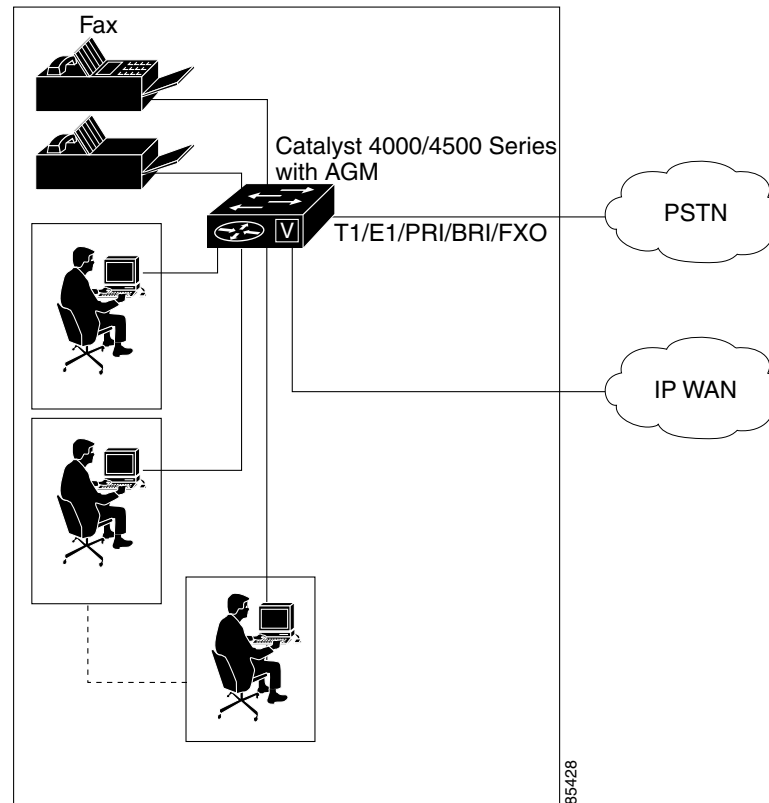 Fax
Catalyst 4000/4500 Series
with AGM
V
T1/E1/PRI/BRI/FXO
PSTN
IP WAN
85428